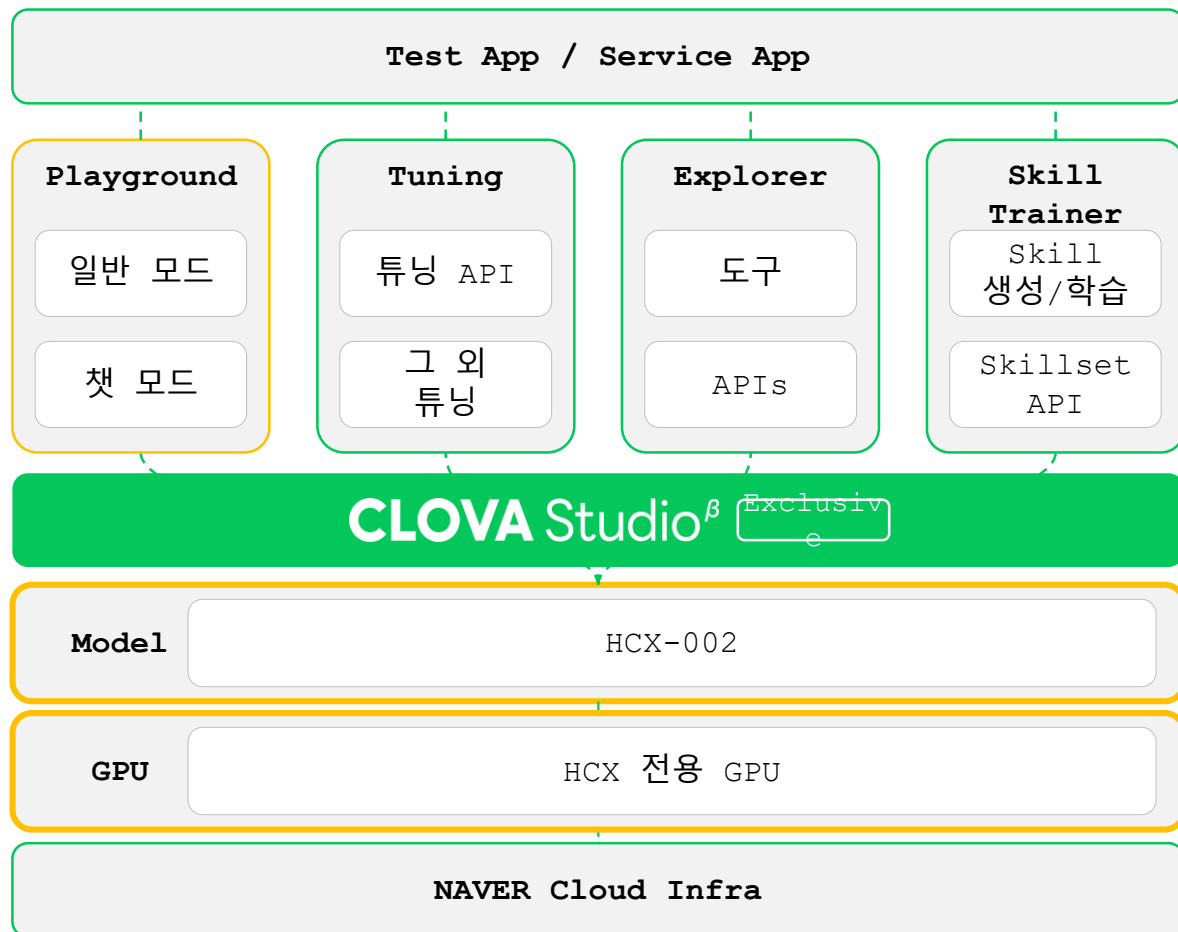 Test App / Service App
Playground
일반 모드
챗 모드
Tuning
튜닝 API
그 외
튜닝
Explorer
도구
APIs
Skill
Trainer
Skill
생성/학습
Skillset
API
CLOVA Studioᵝ
Exclusiv
e
Model
HCX-002
GPU
HCX 전용 GPU
NAVER Cloud Infra